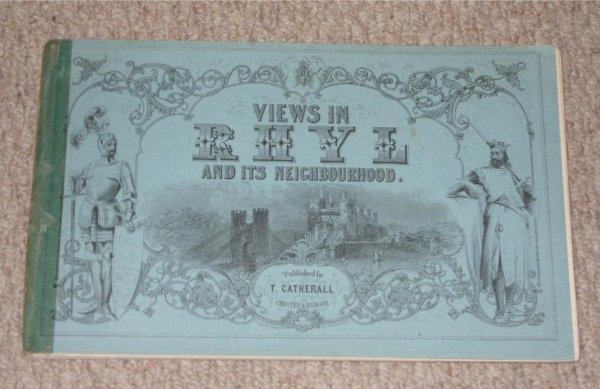 VIEWS IN
RHYL
AND ITS NEIGHBOURHOOD.
Published by
T. CATHERALL
CHESTER & BANGOR.